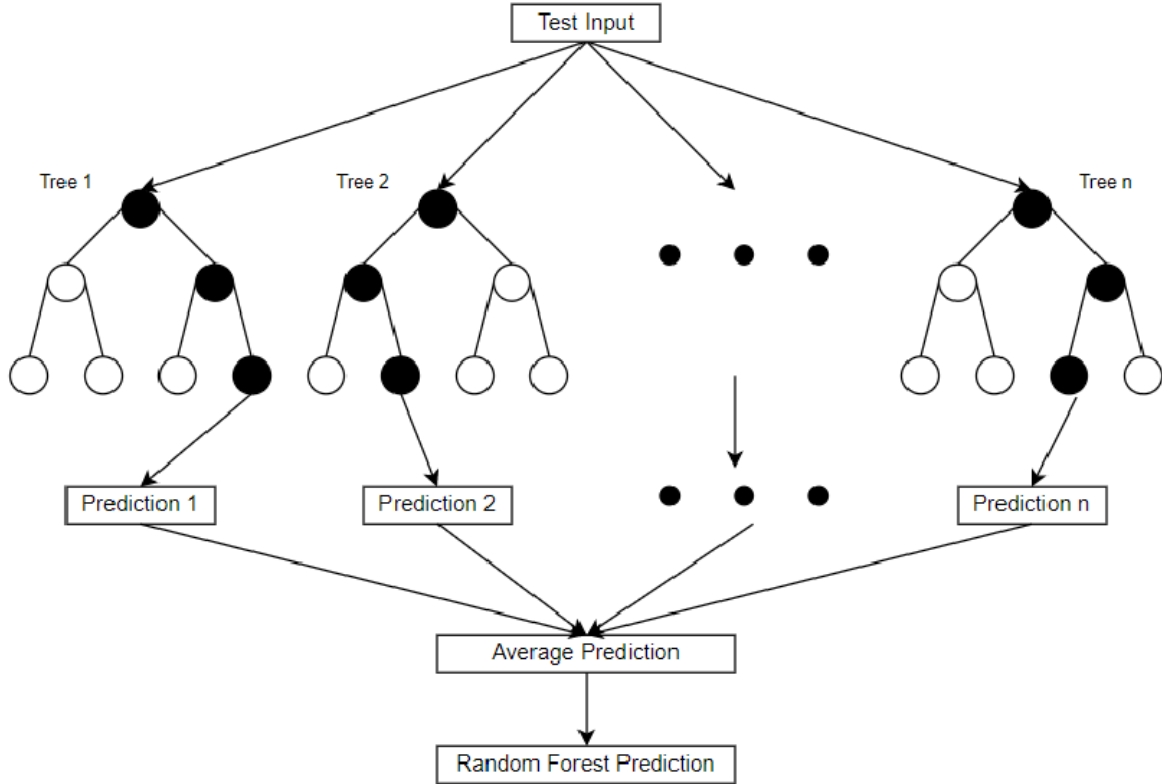 Test Input
Tree 1
Tree 2
Tree n
Prediction 1
Prediction 2
Prediction n
Average Prediction
Random Forest Prediction